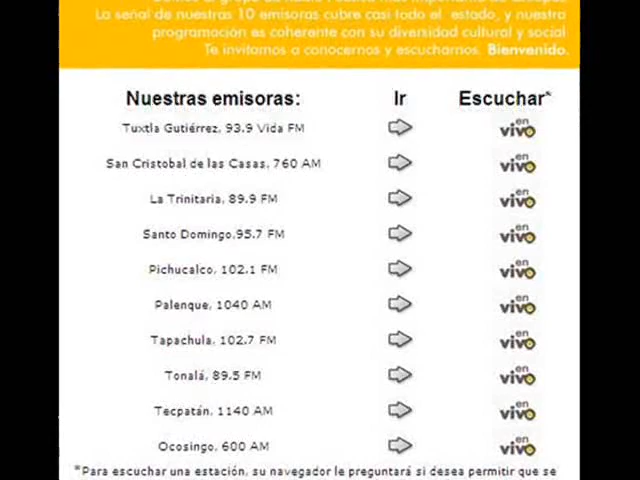 La señal de nuestras 10 emisoras cubre casi todo el estado, y nuestra
programación es coherente con su diversidad cultural y social
Te invitamos a conocernos y escucharnos. Bienvenido.
Nuestras emisoras: Ir Escuchar*
Tuxtla Gutiérrez, 93.9 Vida FM en vivo
San Cristobal de las Casas, 760 AM en vivo
La Trinitaria, 89.9 FM en vivo
Santo Domingo,95.7 FM en vivo
Pichucalco, 102.1 FM en vivo
Palenque, 1040 AM en vivo
Tapachula, 102.7 FM en vivo
Tonalá, 89.5 FM en vivo
Tecpatán, 1140 AM en vivo
Ocosingo, 600 AM en vivo
*Para escuchar una estación, su navegador le preguntará si desea permitir que se